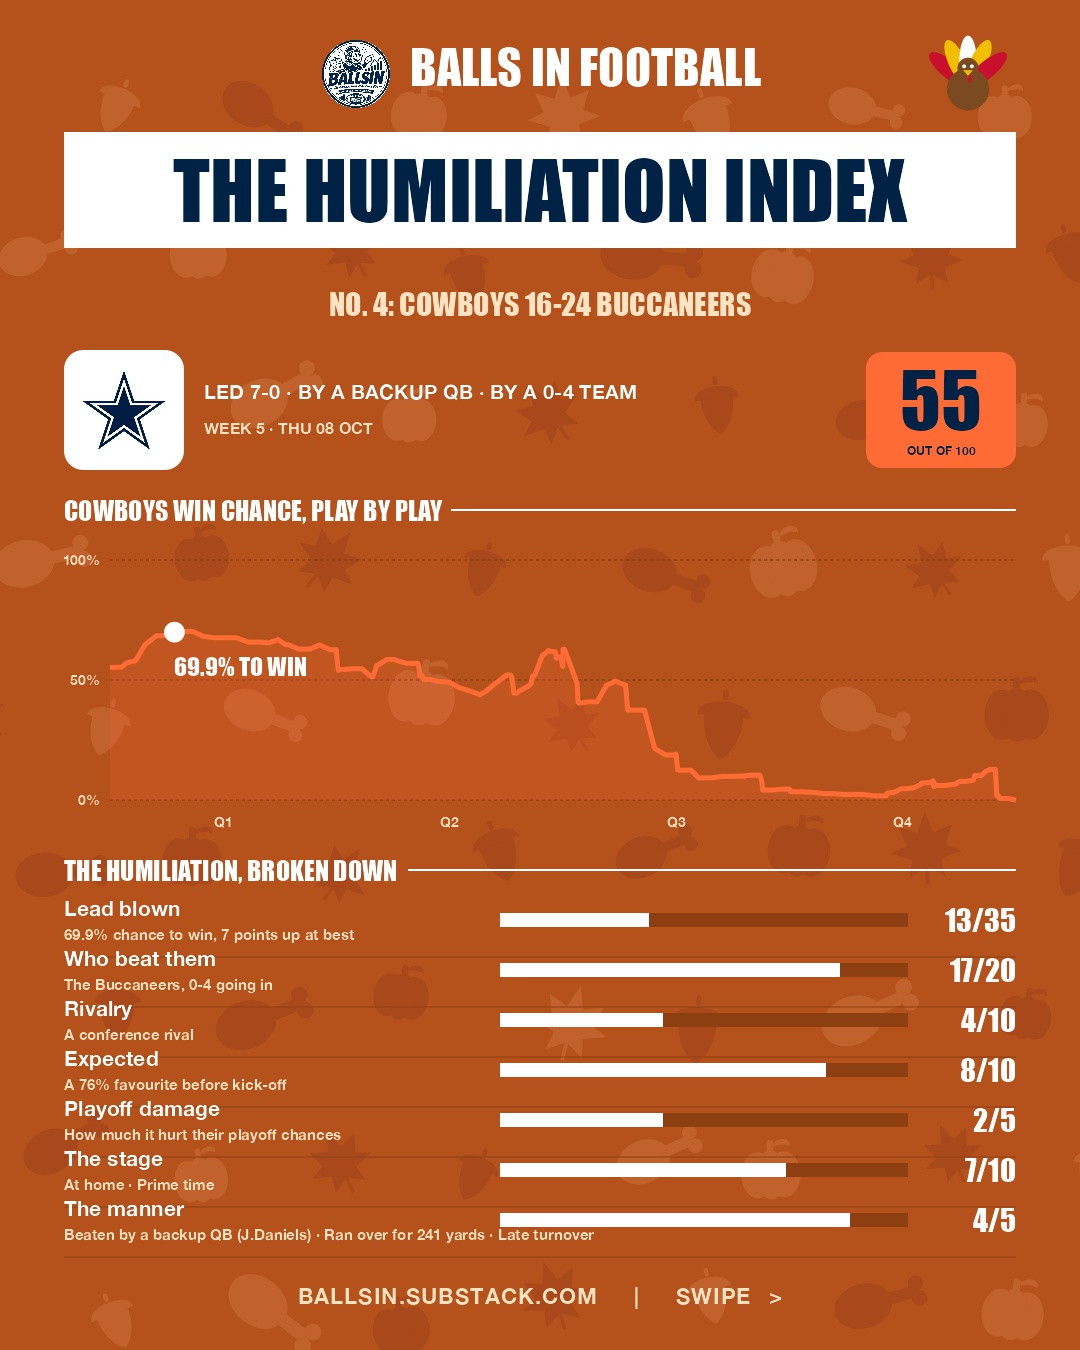 BALLSIN
BALLS IN FOOTBALL
THE HUMILIATION INDEX
NO. 4: COWBOYS 16-24 BUCCANEERS
LED 7-0 · BY A BACKUP QB · BY A 0-4 TEAM
WEEK 5 · THU 08 OCT
55
OUT OF 100
COWBOYS WIN CHANCE, PLAY BY PLAY
100%
69.9% TO WIN
50%
0%
Q1 Q2 Q3 Q4
THE HUMILIATION, BROKEN DOWN
Lead blown
69.9% chance to win, 7 points up at best
13/35
Who beat them
The Buccaneers, 0-4 going in
17/20
Rivalry
A conference rival
4/10
Expected
A 76% favourite before kick-off
8/10
Playoff damage
How much it hurt their playoff chances
2/5
The stage
At home · Prime time
7/10
The manner
Beaten by a backup QB (J.Daniels) · Ran over for 241 yards · Late turnover
4/5
BALLSIN.SUBSTACK.COM | SWIPE >